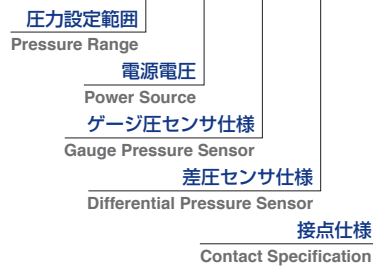 圧力設定範囲
Pressure Range
電源電圧
Power Source
ゲージ圧センサ仕様
Gauge Pressure Sensor
差圧センサ仕様
Differential Pressure Sensor
接点仕様
Contact Specification